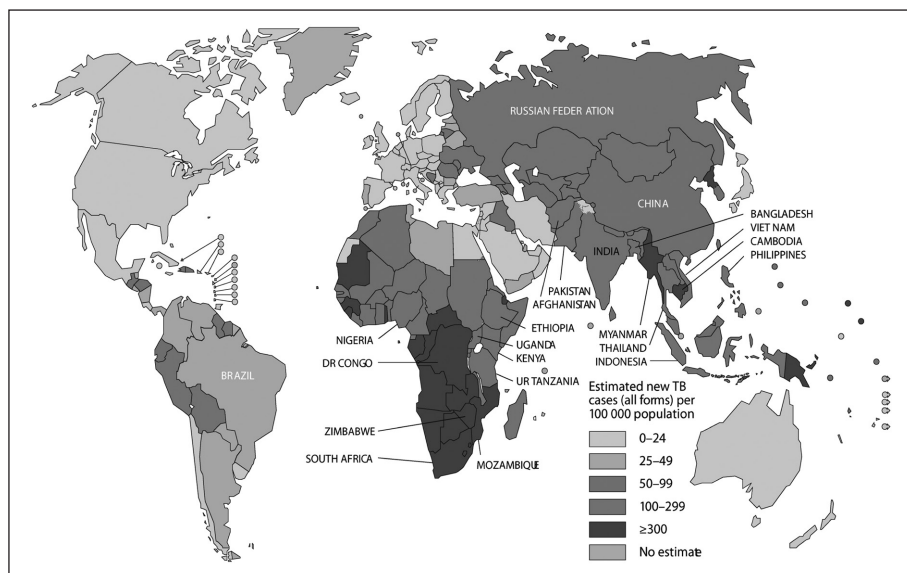 RUSSIAN FEDER ATION
CHINA
BANGLADESH
VIET NAM
CAMBODIA
PHILIPPINES
INDIA
PAKISTAN
AFGHANISTAN
ETHIOPIA
NIGERIA
UGANDA
KENYA
MYANMAR
THAILAND
INDONESIA
DR CONGO
BRAZIL
UR TANZANIA
ZIMBABWE
SOUTH AFRICA
MOZAMBIQUE
Estimated new TB
cases (all forms) per
100 000 population
0–24
25–49
50–99
100–299
≥300
No estimate